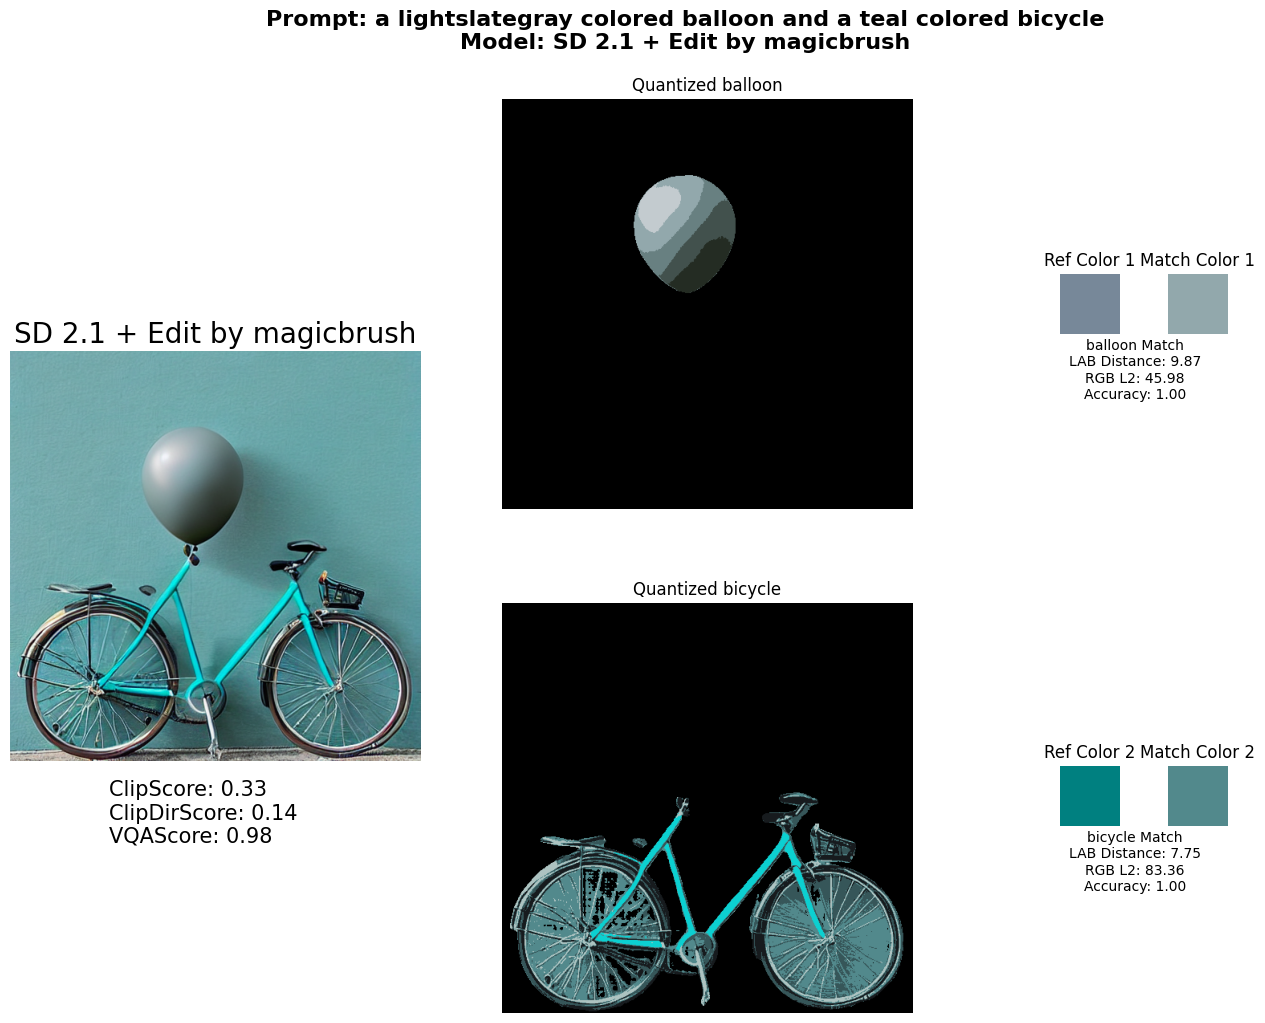 Prompt: a lightslategray colored balloon and a teal colored bicycle
Model: SD 2.1 + Edit by magicbrush
SD 2.1 + Edit by magicbrush
ClipScore: 0.33
ClipDirScore: 0.14
VQAScore: 0.98
Quantized balloon
Ref Color 1 Match Color 1
balloon Match
LAB Distance: 9.87
RGB L2: 45.98
Accuracy: 1.00
Quantized bicycle
Ref Color 2 Match Color 2
bicycle Match
LAB Distance: 7.75
RGB L2: 83.36
Accuracy: 1.00